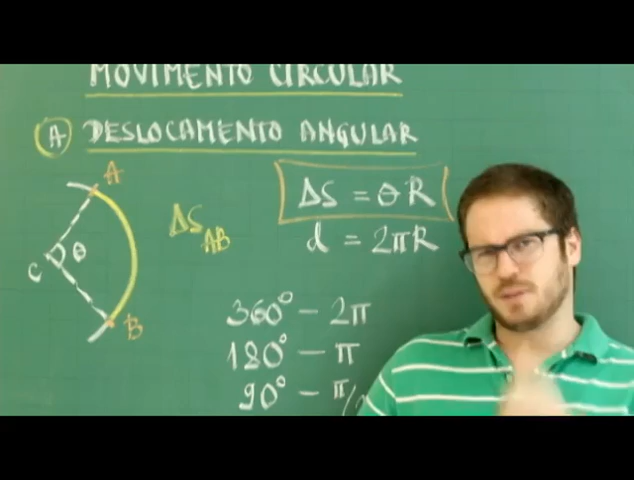 MOVIMENTO CIRCULAR
A DESLOCAMENTO ANGULAR
A
ΔS = θR
ΔS AB
d = 2πR
θ
C
360° – 2π
B
180° – π
90° – π/